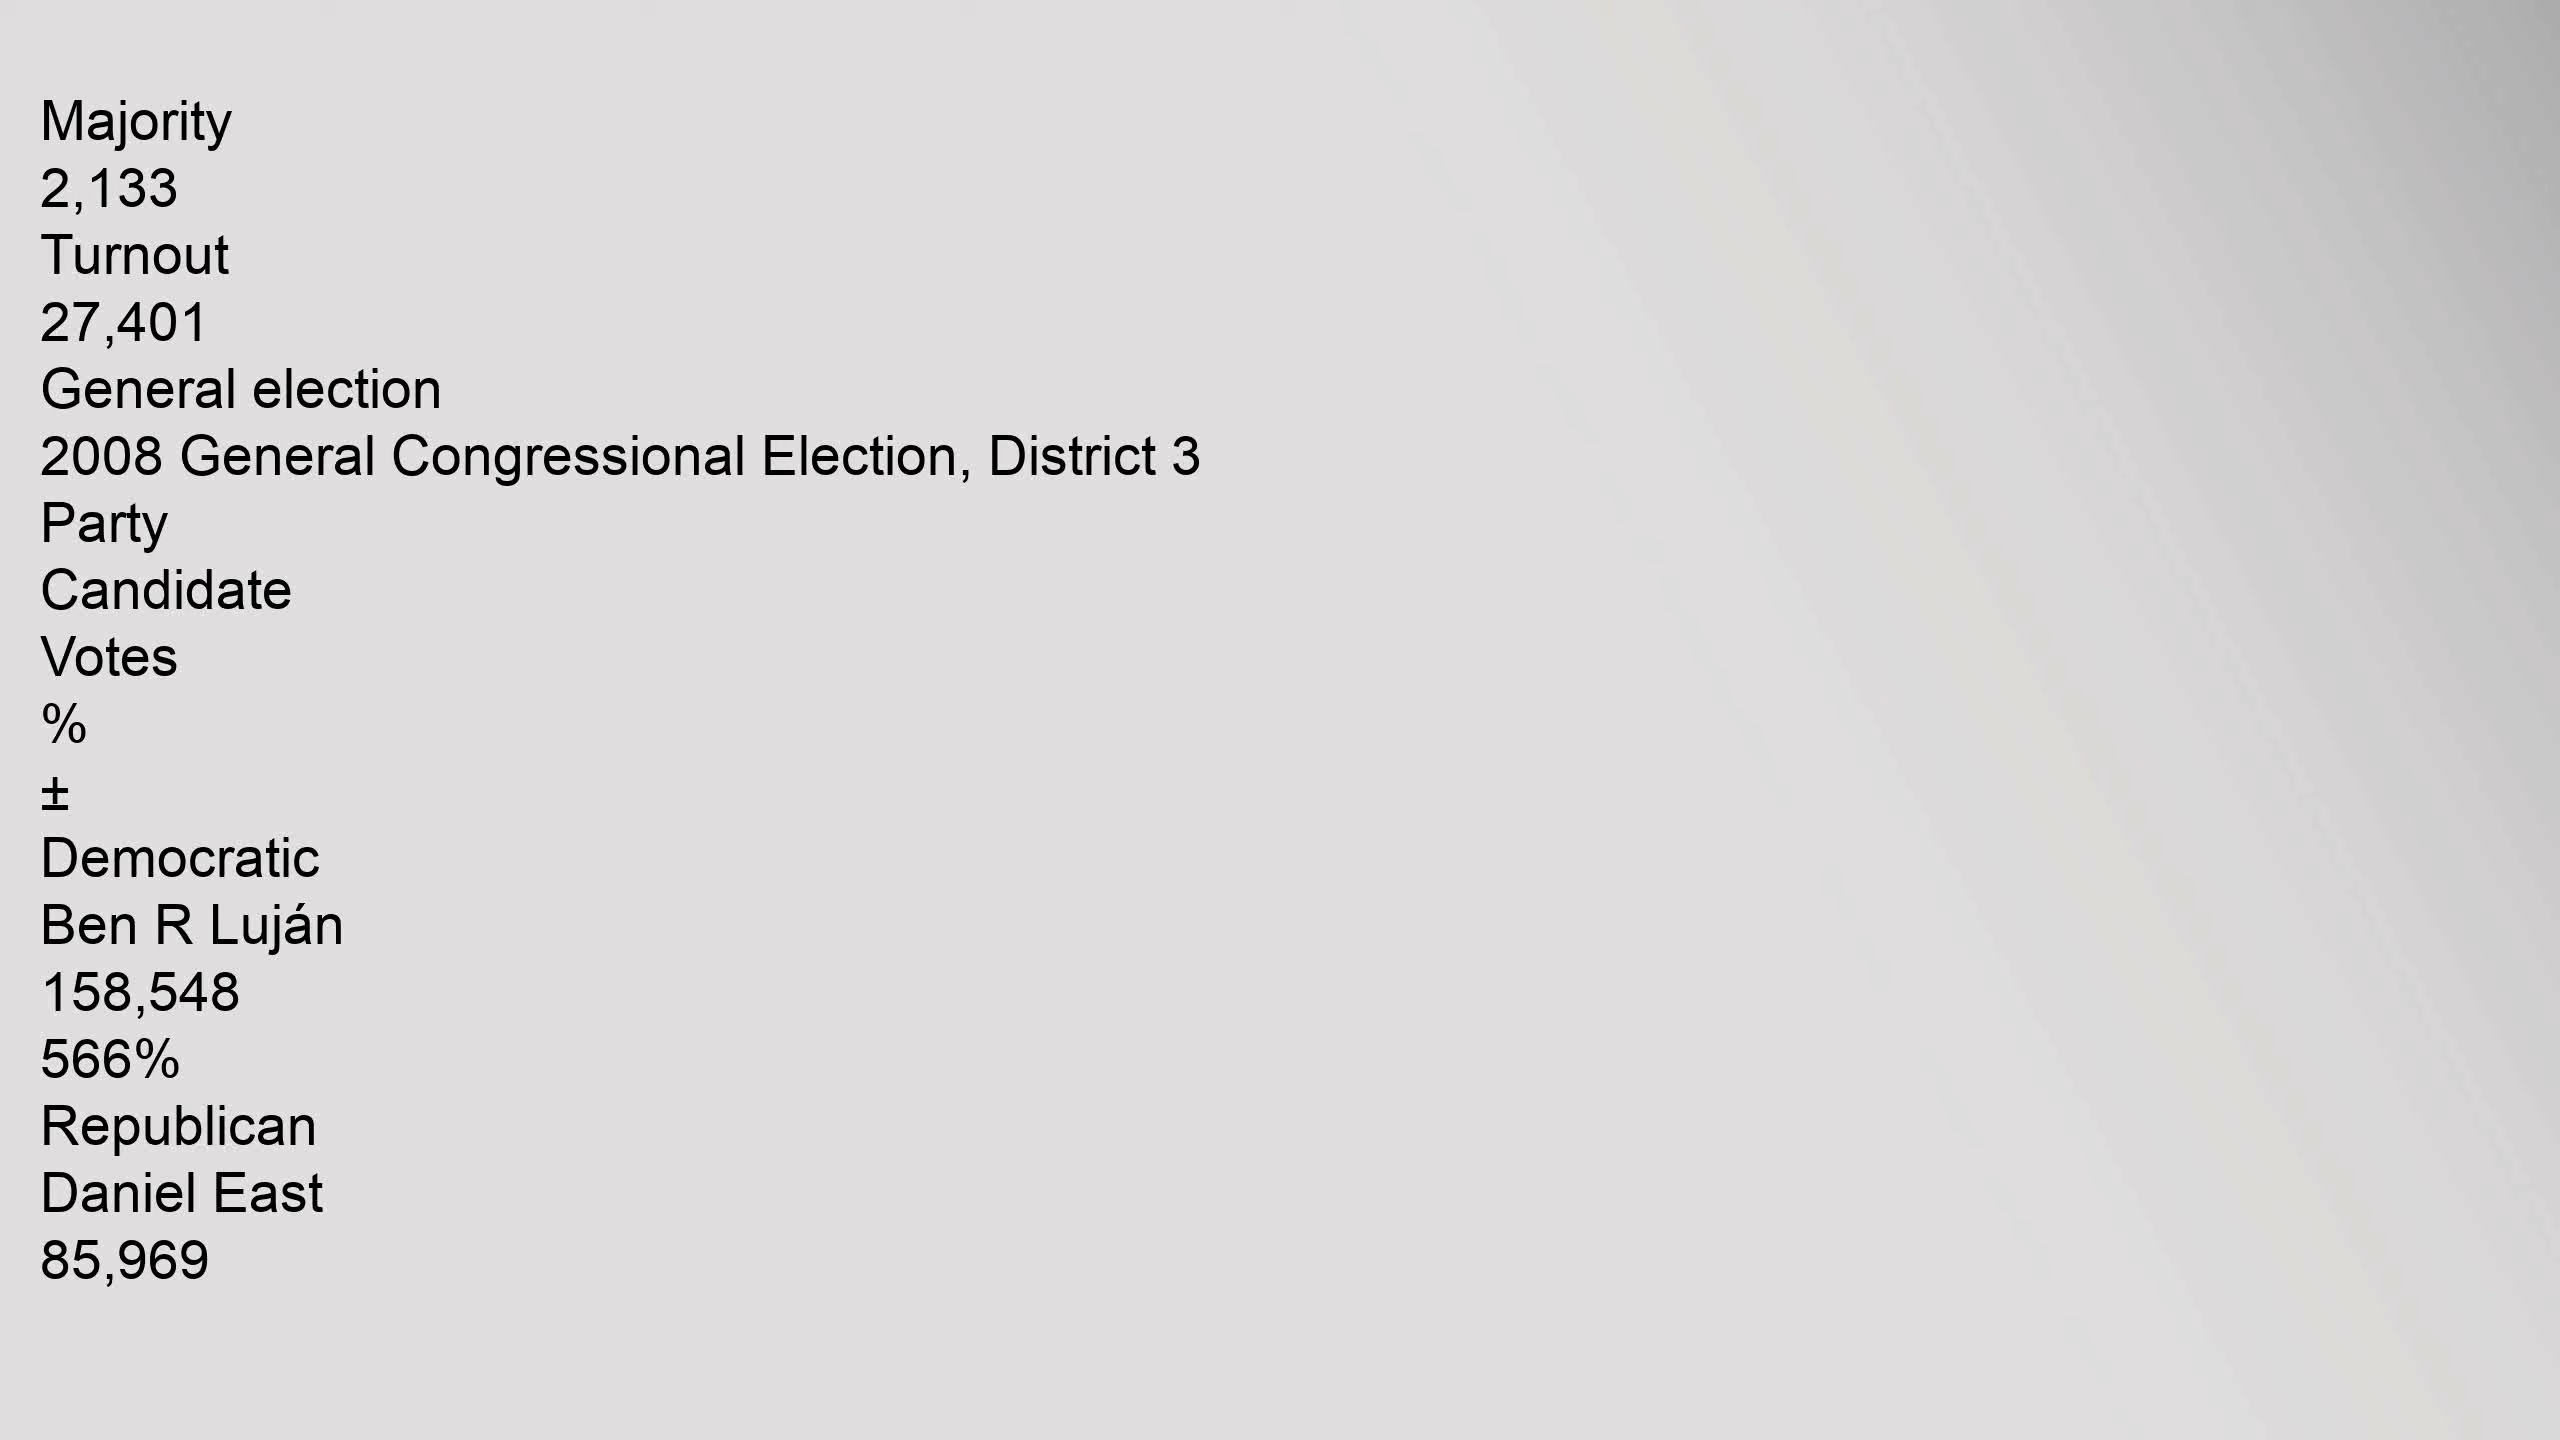 Majority
2,133
Turnout
27,401
General election
2008 General Congressional Election, District 3
Party
Candidate
Votes
%
±
Democratic
Ben R Luján
158,548
566%
Republican
Daniel East
85,969